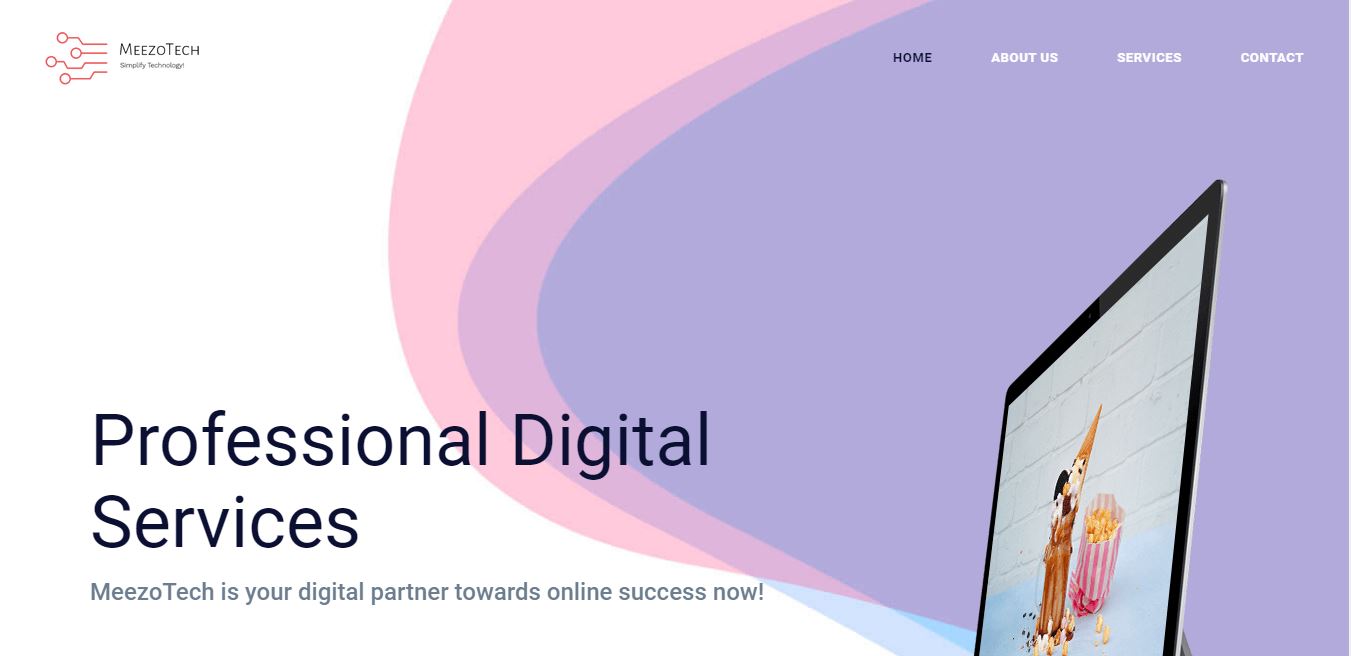 MEEZOTECH
Simplify Technology!
HOME
ABOUT US
SERVICES
CONTACT
Professional Digital
Services
MeezoTech is your digital partner towards online success now!